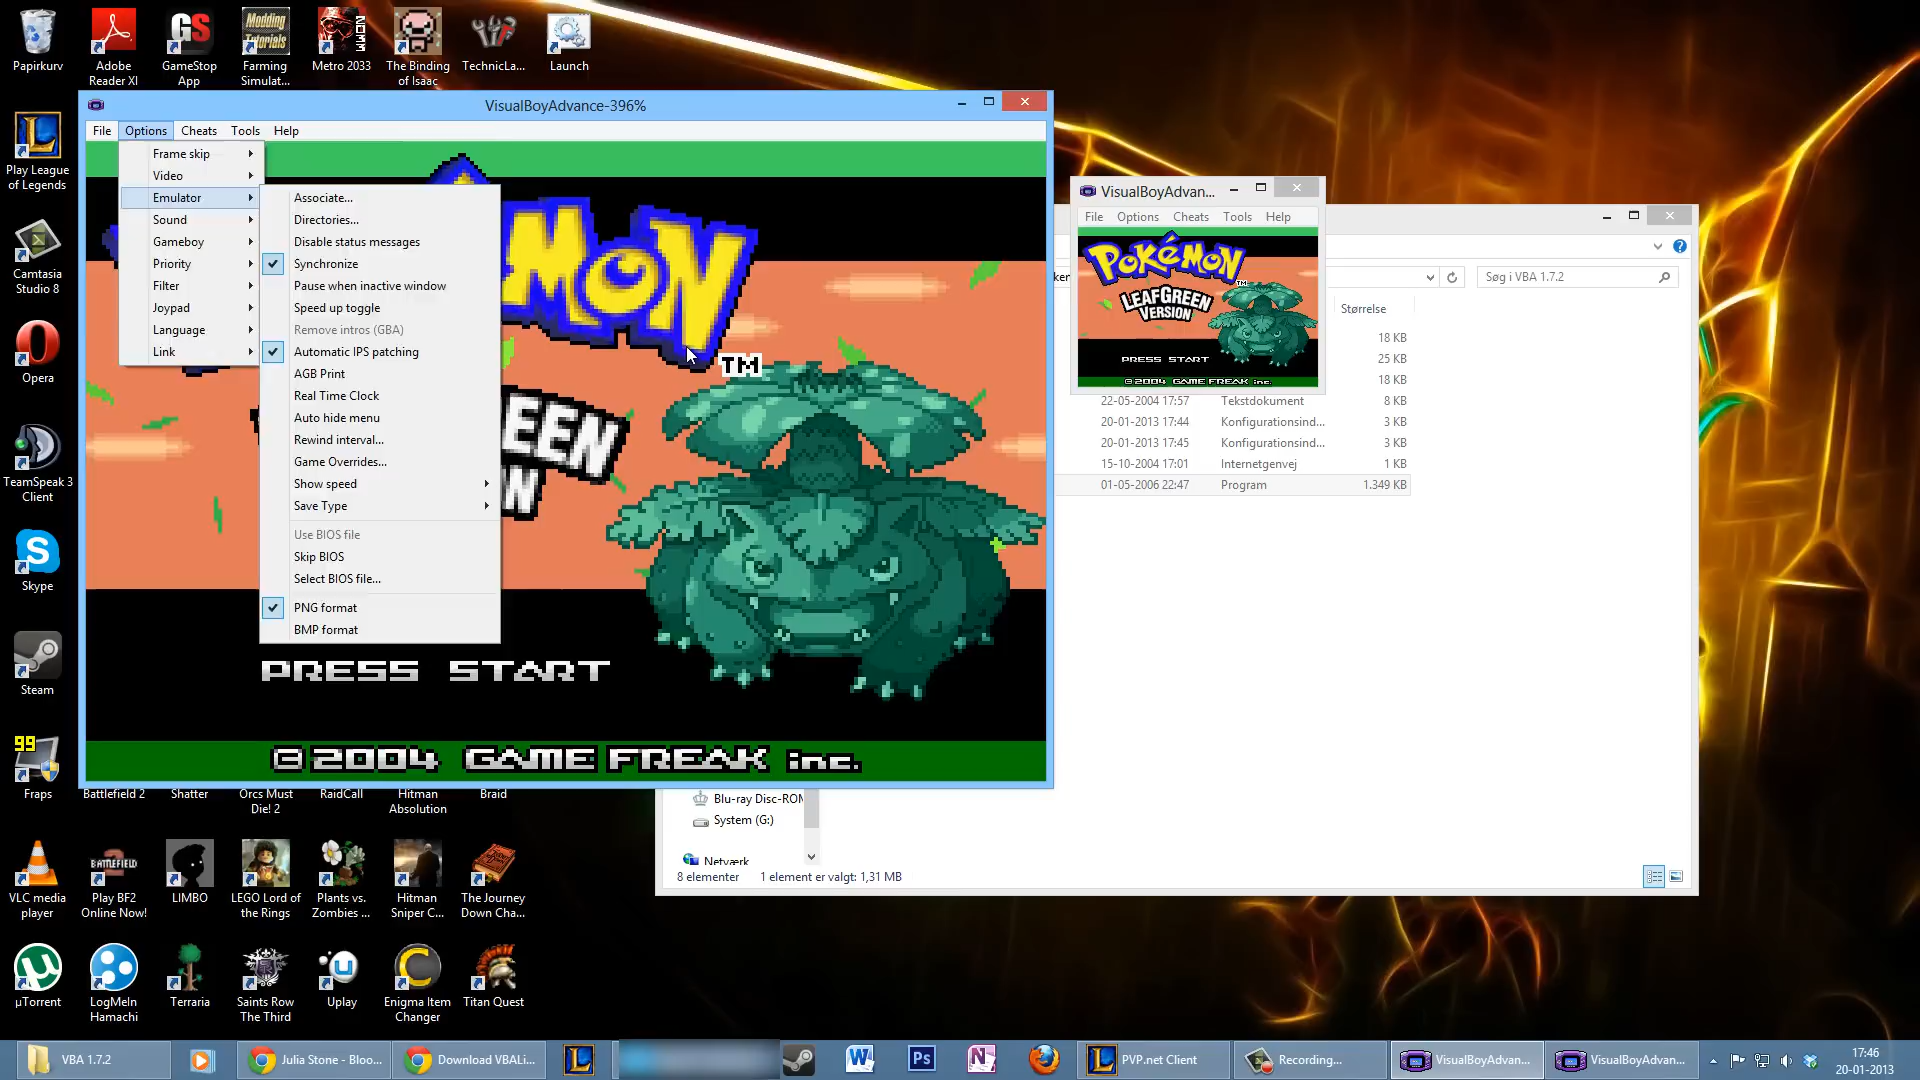 Papirkurv
Adobe
Reader XI
GS
GameStop
App
Modding
Tutorials
Farming
Simulat...
Metro 2033
The Binding
of Isaac
TechnicLa...
Launch
Play League
of Legends
Camtasia
Studio 8
Opera
TeamSpeak 3
Client
Skype
Steam
99
Fraps
VisualBoyAdvance-396%
File Options Cheats Tools Help
Frame skip
Video
Emulator
Sound
Gameboy
Priority
Filter
Joypad
Language
Link
Associate...
Directories...
Disable status messages
Synchronize
Pause when inactive window
Speed up toggle
Remove intros (GBA)
Automatic IPS patching
AGB Print
Real Time Clock
Auto hide menu
Rewind interval...
Game Overrides...
Show speed
Save Type
Use BIOS file
Skip BIOS
Select BIOS file...
PNG format
BMP format
MON
TM
EEN
N
PRESS START
©2004 GAME FREAK inc.
VisualBoyAdvan...
File Options Cheats Tools Help
POKéMON
TM
LEAFGREEN
VERSION
PRESS START
©2004 GAME FREAK inc.
Søg i VBA 1.7.2
Størrelse
18 KB
25 KB
18 KB
22-05-2004 17:57 Tekstdokument 8 KB
20-01-2013 17:44 Konfigurationsind... 3 KB
20-01-2013 17:45 Konfigurationsind... 3 KB
15-10-2004 17:01 Internetgenvej 1 KB
01-05-2006 22:47 Program 1.349 KB
Blu-ray Disc-ROM
System (G:)
Netværk
8 elementer 1 element er valgt: 1,31 MB
Battlefield 2
Shatter
Orcs Must
Die! 2
RaidCall
Hitman
Absolution
Braid
VLC media
player
Play BF2
Online Now!
LIMBO
LEGO Lord of
the Rings
Plants vs.
Zombies ...
Hitman
Sniper C...
The Journey
Down Cha...
µTorrent
LogMeIn
Hamachi
Terraria
Saints Row
The Third
Uplay
Enigma Item
Changer
Titan Quest
VBA 1.7.2
Julia Stone - Bloo...
Download VBALi...
PVP.net Client
Recording...
VisualBoyAdvan...
VisualBoyAdvan...
17:46
20-01-2013